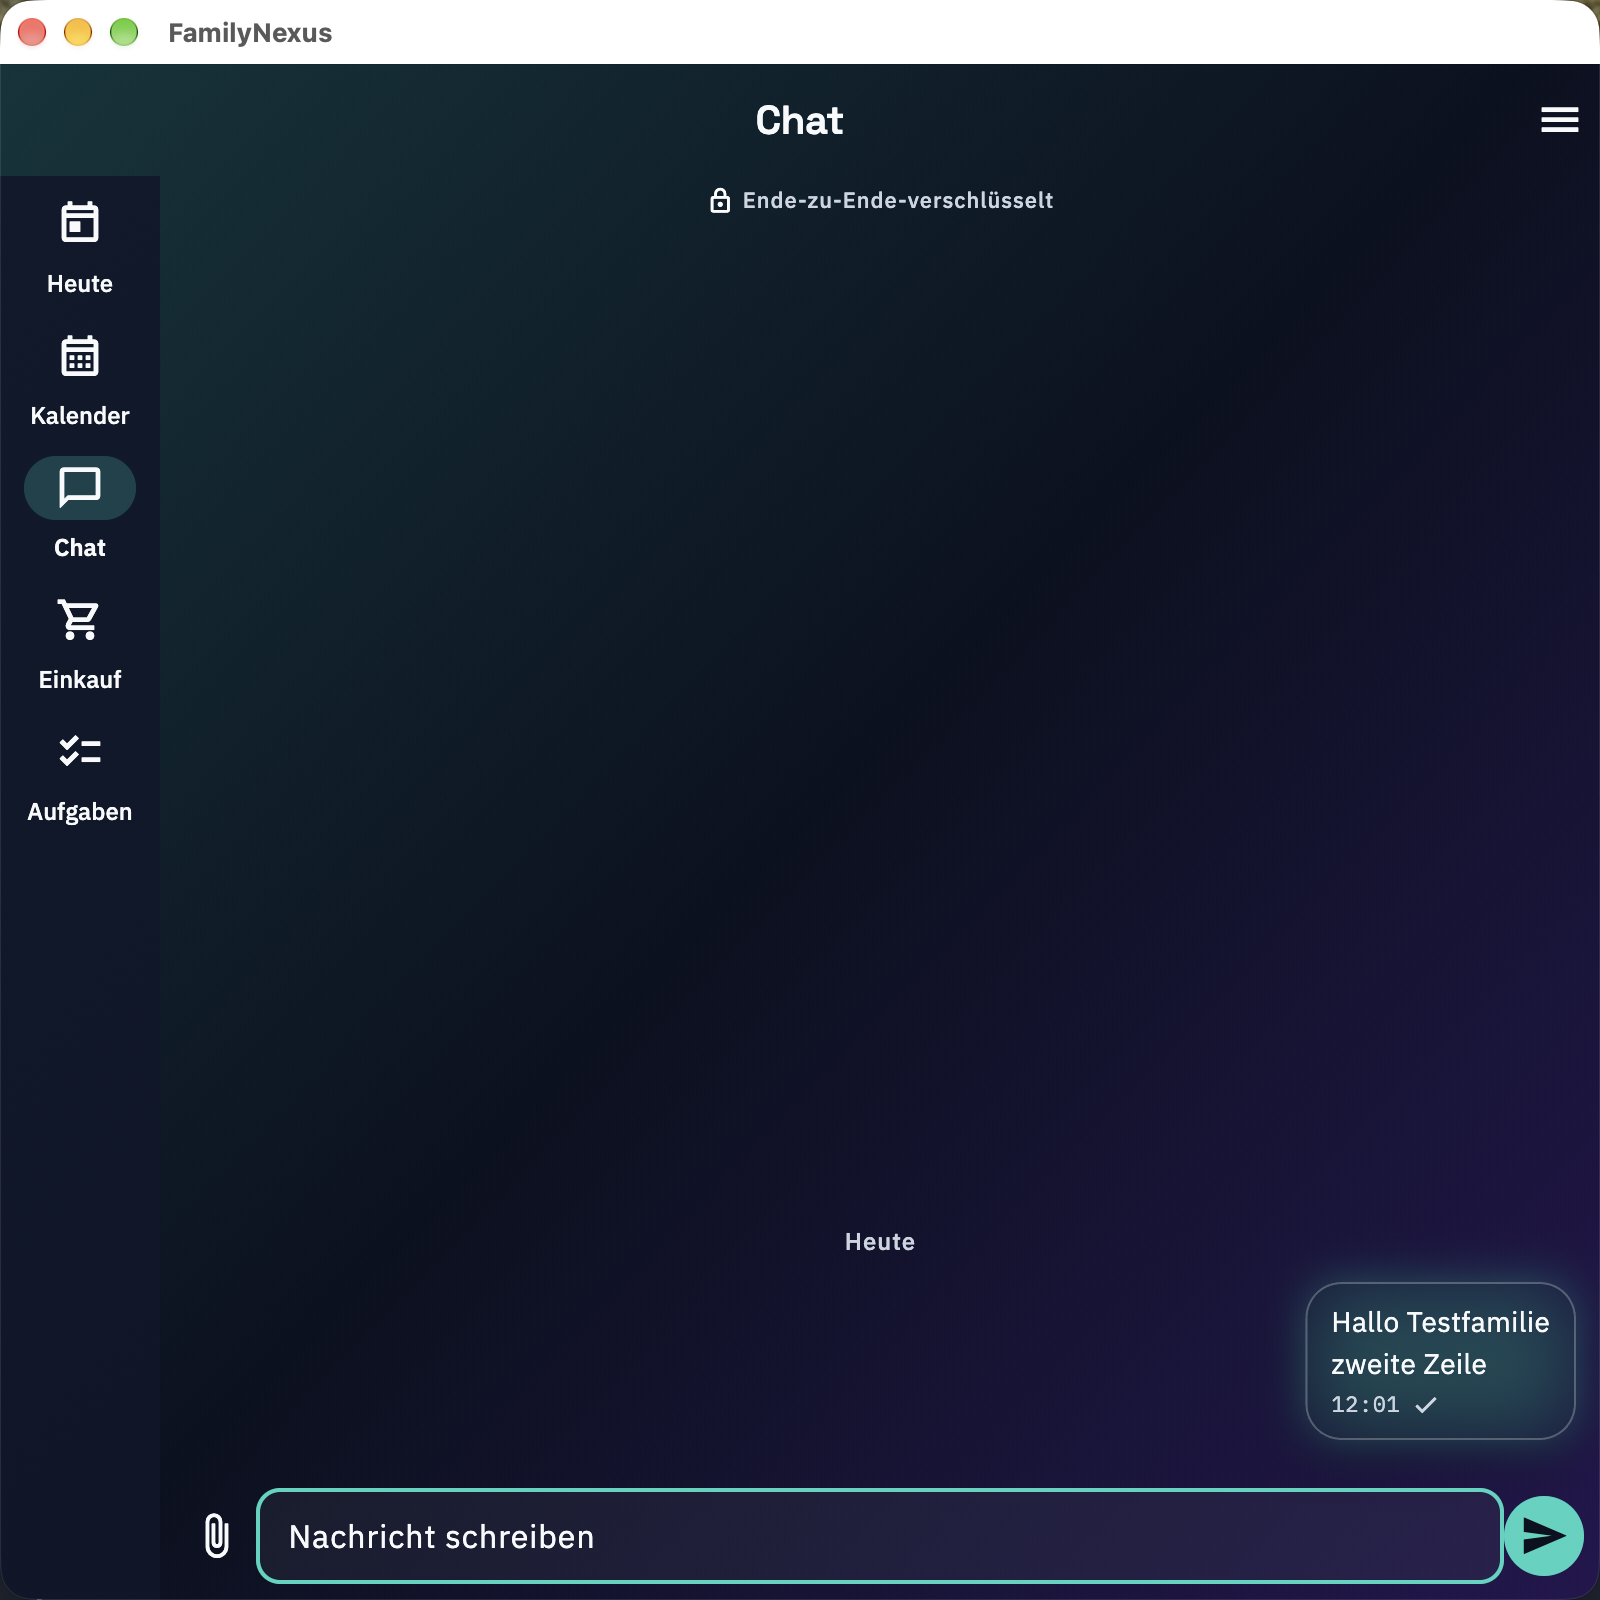 FamilyNexus
Chat
Ende-zu-Ende-verschlüsselt
Heute
Kalender
Chat
Einkauf
Aufgaben
Heute
Hallo Testfamilie
zweite Zeile
12:01
Nachricht schreiben